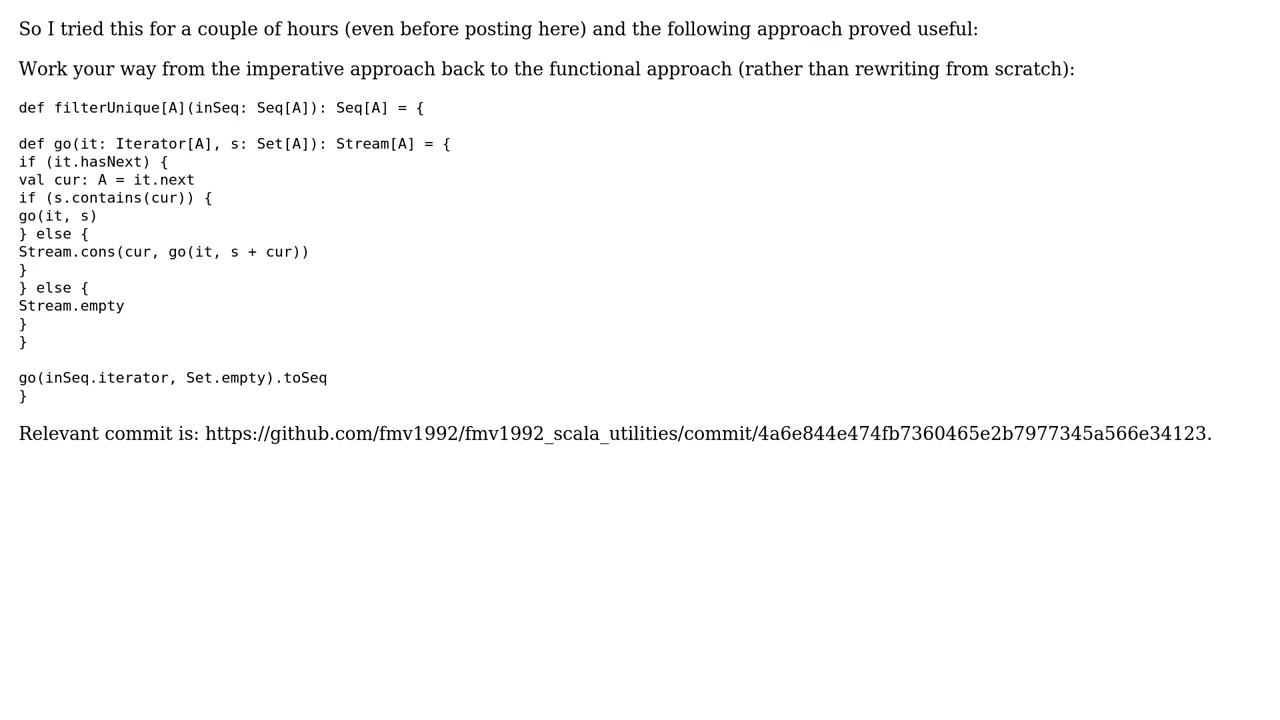 So I tried this for a couple of hours (even before posting here) and the following approach proved useful:
Work your way from the imperative approach back to the functional approach (rather than rewriting from scratch):
def filterUnique[A](inSeq: Seq[A]): Seq[A] = {
def go(it: Iterator[A], s: Set[A]): Stream[A] = {
if (it.hasNext) {
val cur: A = it.next
if (s.contains(cur)) {
go(it, s)
} else {
Stream.cons(cur, go(it, s + cur))
}
} else {
Stream.empty
}
}
go(inSeq.iterator, Set.empty).toSeq
}
Relevant commit is: https://github.com/fmv1992/fmv1992_scala_utilities/commit/4a6e844e474fb7360465e2b7977345a566e34123.